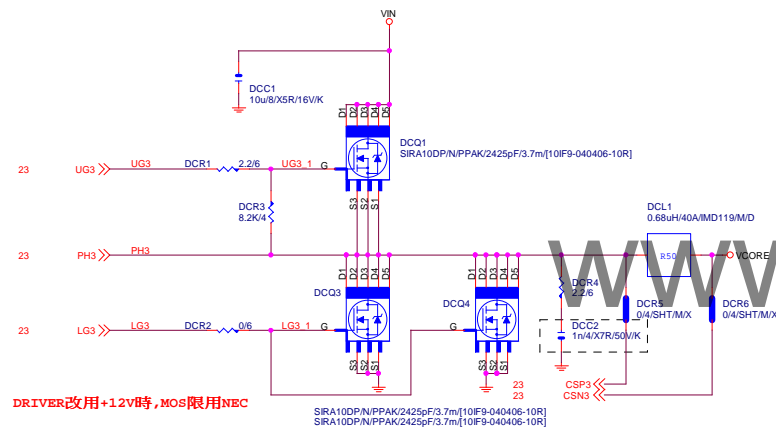 VIN
DCC1
10u/8/X5R/16V/K
D1 D2 D3 D4 D5
DCQ1
SIRA10DP/N/PPAK/2425pF/3.7m/[10IF9-040406-10R]
23 UG3 UG3 DCR1 2.2/6 UG3_1 G
S3 S2 S1
DCR3
8.2K/4
DCL1
0.68uH/40A/IMD119/M/D
23 PH3 PH3 R50 VCORE
D1 D2 D3 D4 D5 D1 D2 D3 D4 D5
DCQ3 DCQ4
DCR4
2.2/6
DCR5
0/4/SHT/M/X
DCR6
0/4/SHT/M/X
WWW
23 LG3 LG3 DCR2 0/6 LG3_1 G G
DCC2
1n/4/X7R/50V/K
S3 S2 S1 S3 S2 S1
23 CSP3
23 CSN3
DRIVER改用+12V時,MOS限用NEC
SIRA10DP/N/PPAK/2425pF/3.7m/[10IF9-040406-10R]
SIRA10DP/N/PPAK/2425pF/3.7m/[10IF9-040406-10R]